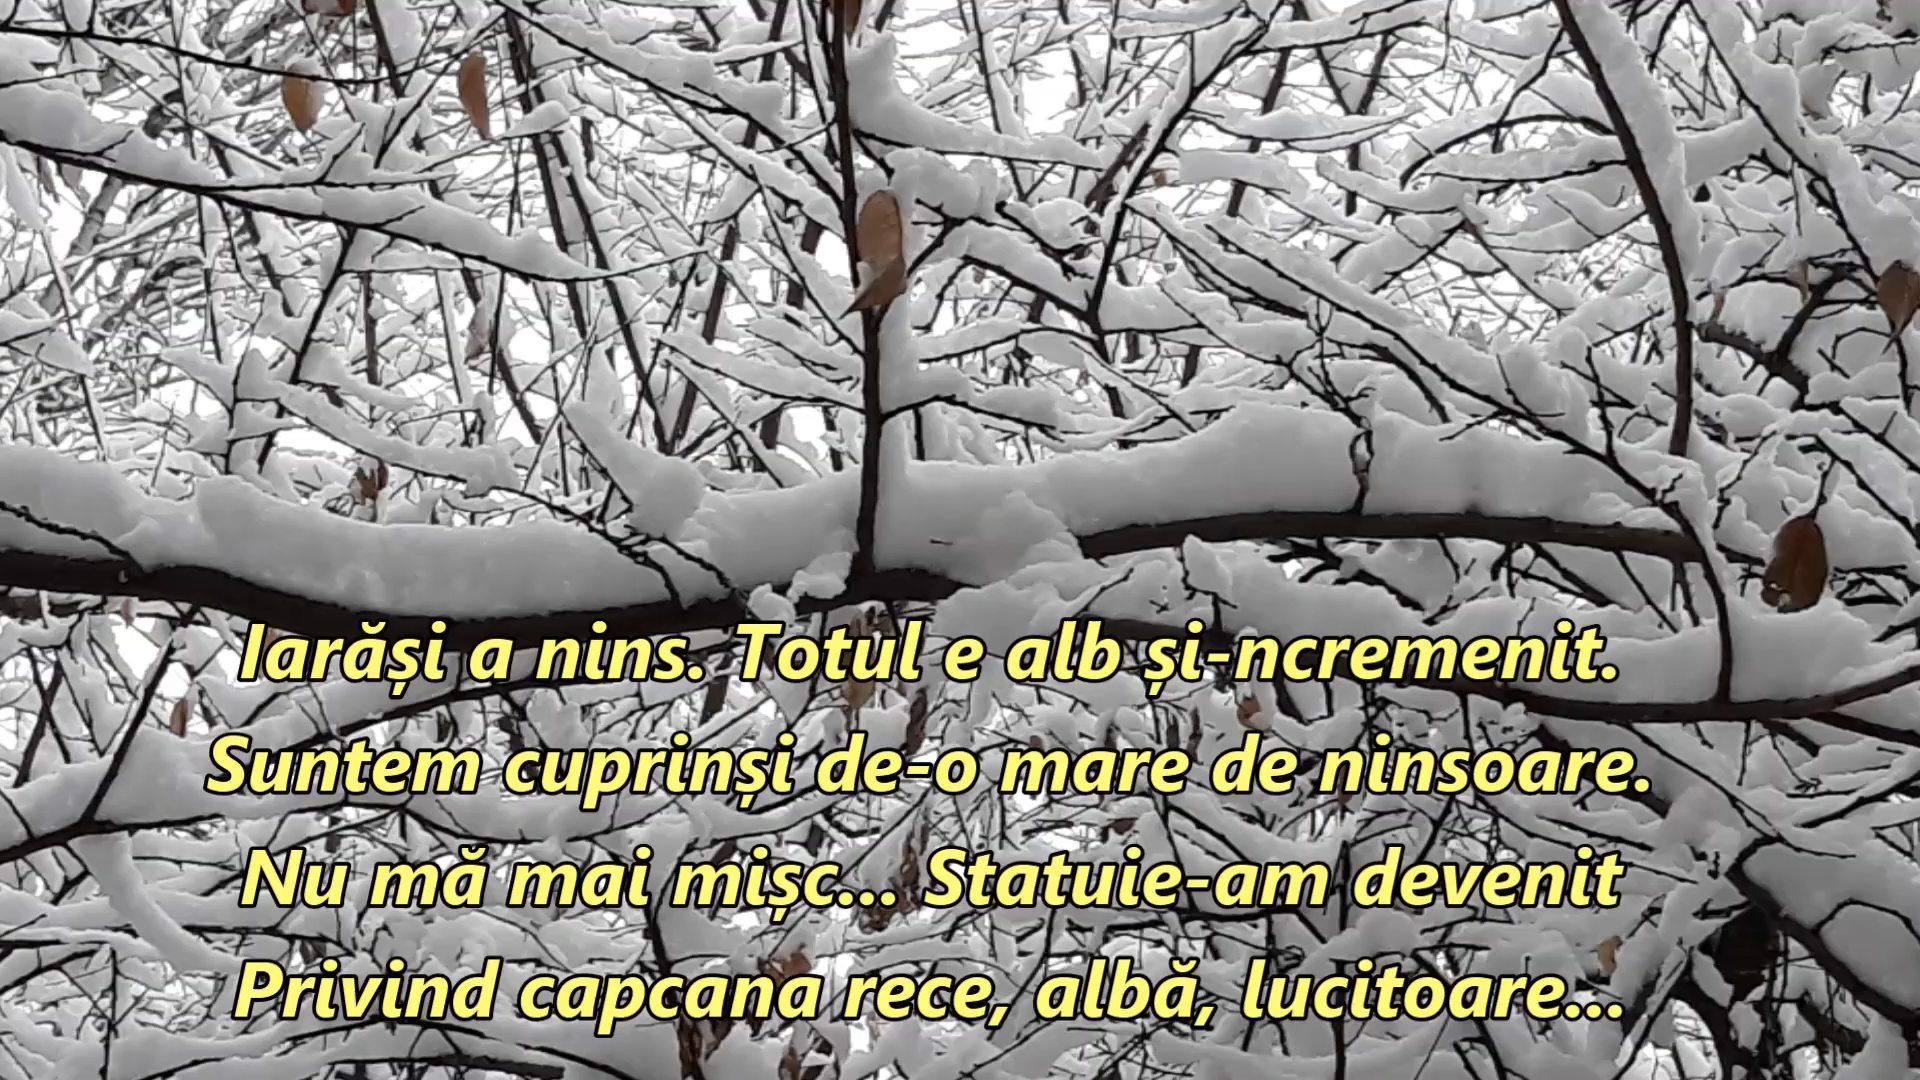 Iarăși a nins. Totul e alb și-ncremenit.
Suntem cuprinși de-o mare de ninsoare.
Nu mă mai mișc... Statuie-am devenit
Privind capcana rece, albă, lucitoare...